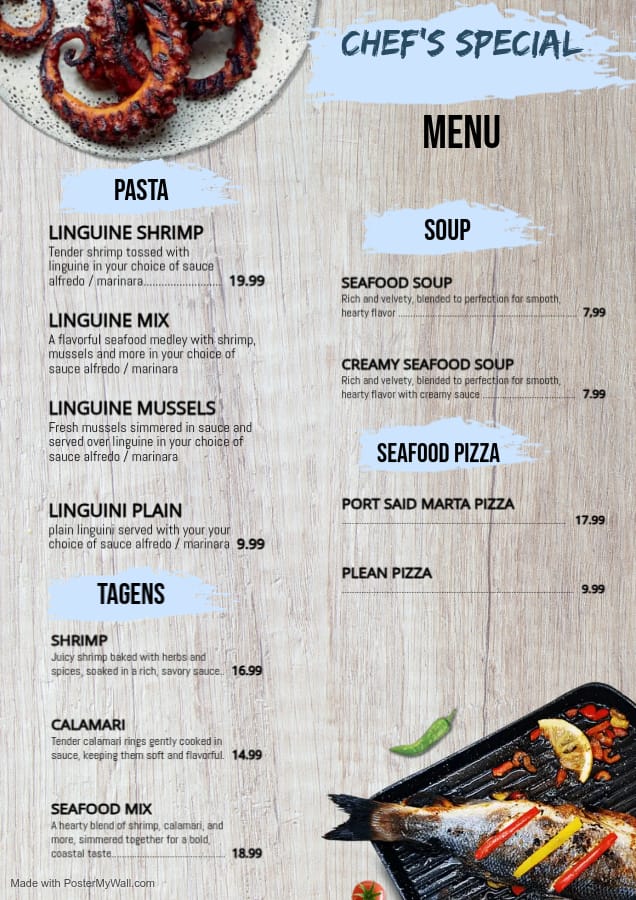 CHEF'S SPECIAL
MENU
PASTA
LINGUINE SHRIMP
Tender shrimp tossed with
linguine in your choice of sauce
alfredo / marinara.......................... 19.99
LINGUINE MIX
A flavorful seafood medley with shrimp,
mussels and more in your choice of
sauce alfredo / marinara
LINGUINE MUSSELS
Fresh mussels simmered in sauce and
served over linguine in your choice of
sauce alfredo / marinara
LINGUINI PLAIN
plain linguini served with your your
choice of sauce alfredo / marinara 9.99
TAGENS
SHRIMP
Juicy shrimp baked with herbs and
spices, soaked in a rich, savory sauce.. 16.99
CALAMARI
Tender calamari rings gently cooked in
sauce, keeping them soft and flavorful. 14.99
SEAFOOD MIX
A hearty blend of shrimp, calamari, and
more, simmered together for a bold,
coastal taste...................................... 18.99
SOUP
SEAFOOD SOUP
Rich and velvety, blended to perfection for smooth,
hearty flavor ............................................................ 7,99
CREAMY SEAFOOD SOUP
Rich and velvety, blended to perfection for smooth,
hearty flavor with creamy sauce ................................ 7.99
SEAFOOD PIZZA
PORT SAID MARTA PIZZA
........................................................................... 17.99
PLEAN PIZZA
........................................................................... 9.99
Made with PosterMyWall.com